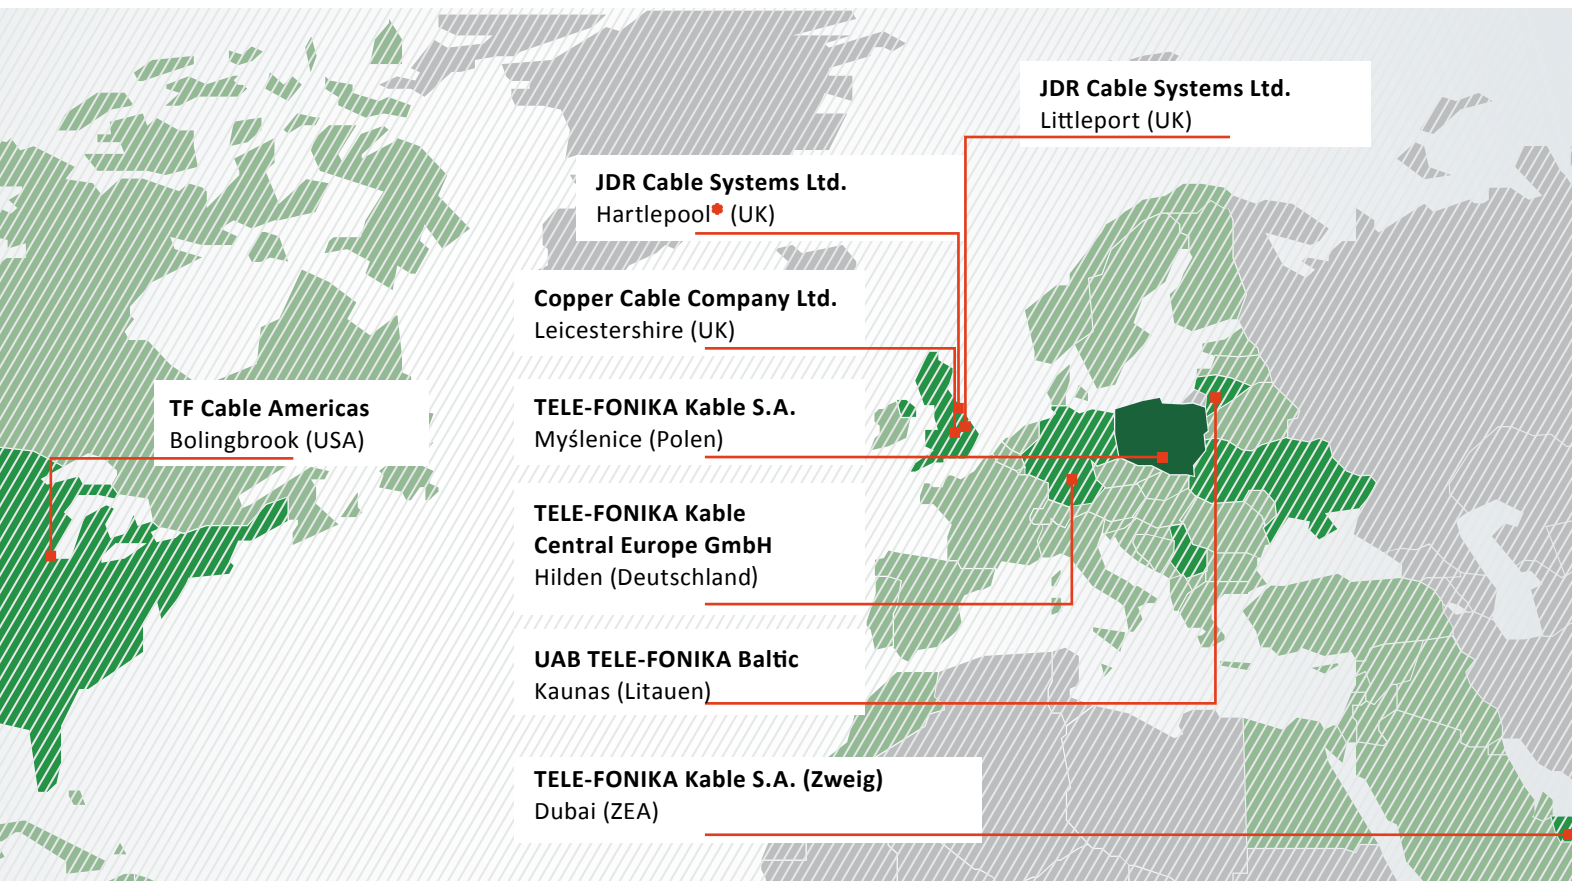 JDR Cable Systems Ltd.
Littleport (UK)
JDR Cable Systems Ltd.
Hartlepool (UK)
Copper Cable Company Ltd.
Leicestershire (UK)
TF Cable Americas
Bolingbrook (USA)
TELE-FONIKA Kable S.A.
Myślenice (Polen)
TELE-FONIKA Kable
Central Europe GmbH
Hilden (Deutschland)
UAB TELE-FONIKA Baltic
Kaunas (Litauen)
TELE-FONIKA Kable S.A. (Zweig)
Dubai (ZEA)